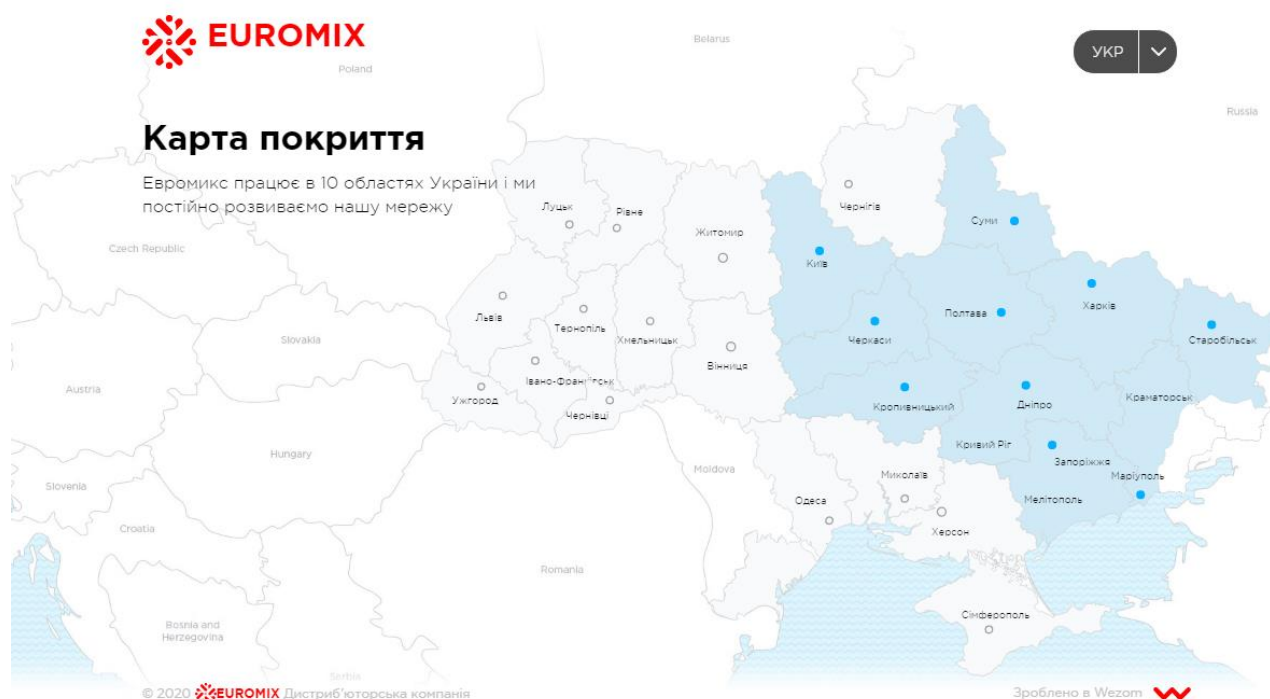 EUROMIX
Belarus
УКР
Poland
Russia
Карта покриття
Евромикс працює в 10 областях України і ми
постійно розвиваємо нашу мережу
Чернігів
Луцьк
Рівне
Суми
Житомир
Czech Republic
Київ
Харків
Львів
Полтава
Тернопіль
Slovakia
Хмельницьк
Черкаси
Старобільськ
Вінниця
Austria
Івано-Франківськ
Ужгород
Чернівці
Кропивницький
Дніпро
Краматорськ
Кривий Ріг
Hungary
Moldova
Запоріжжя
Миколаїв
Маріуполь
Slovenia
Одеса
Мелітополь
Croatia
Херсон
Romania
Сімферополь
Bosnia and
Herzegovina
Serbia
© 2020 EUROMIX Дистриб'юторська компанія
Зроблено в Wezom